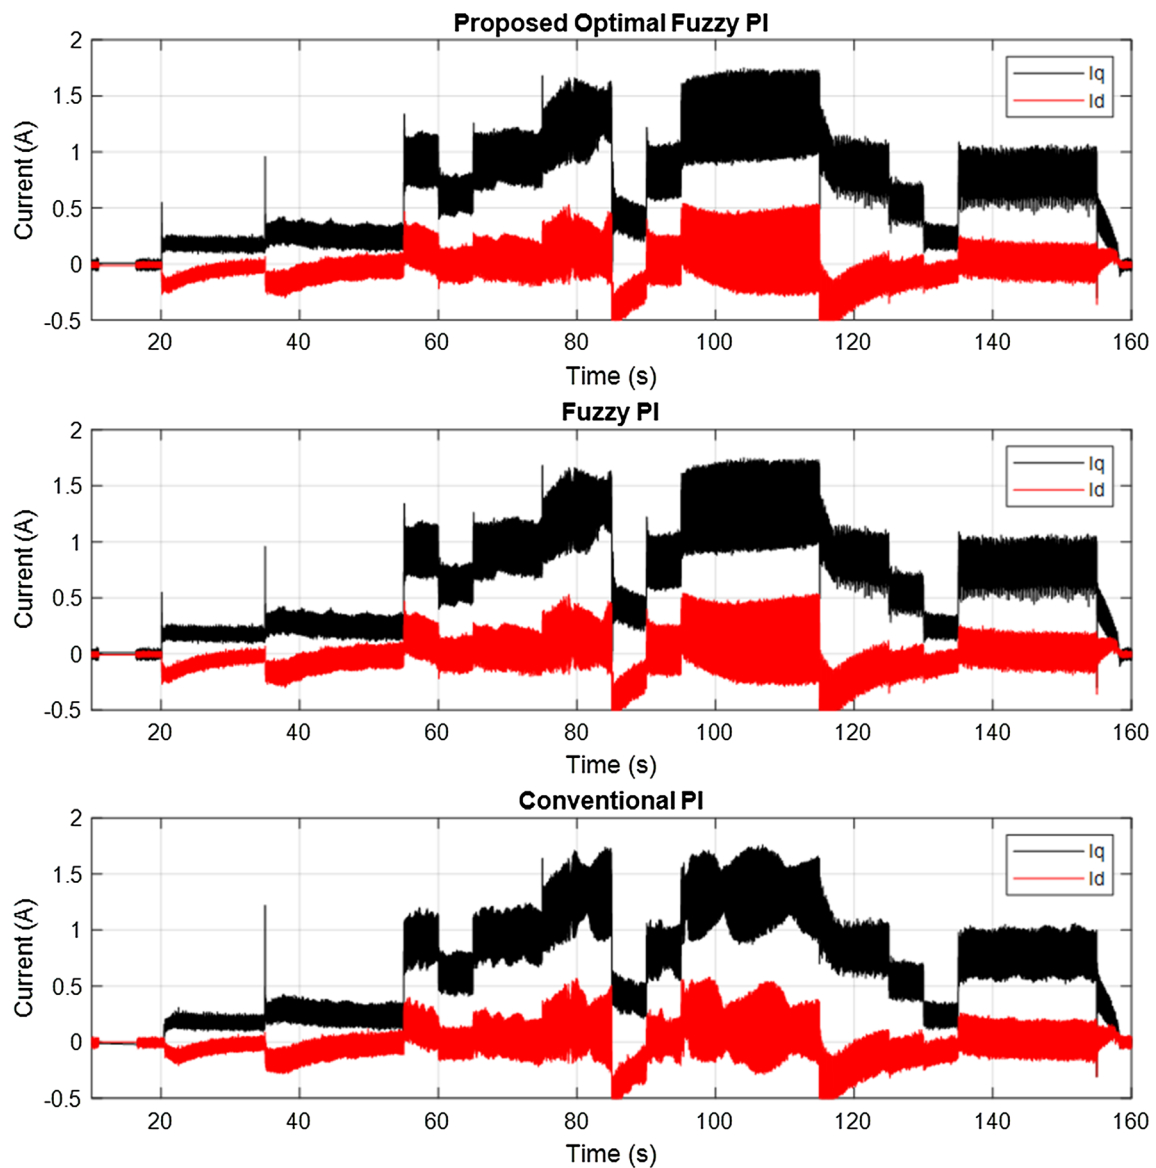 Proposed Optimal Fuzzy PI
2
1.5
1
0.5
0
-0.5
Current (A)
Iq
Id
20 40 60 80 100 120 140 160
Time (s)
Fuzzy PI
2
1.5
1
0.5
0
-0.5
Current (A)
Iq
Id
20 40 60 80 100 120 140 160
Time (s)
Conventional PI
2
1.5
1
0.5
0
-0.5
Current (A)
Iq
Id
20 40 60 80 100 120 140 160
Time (s)